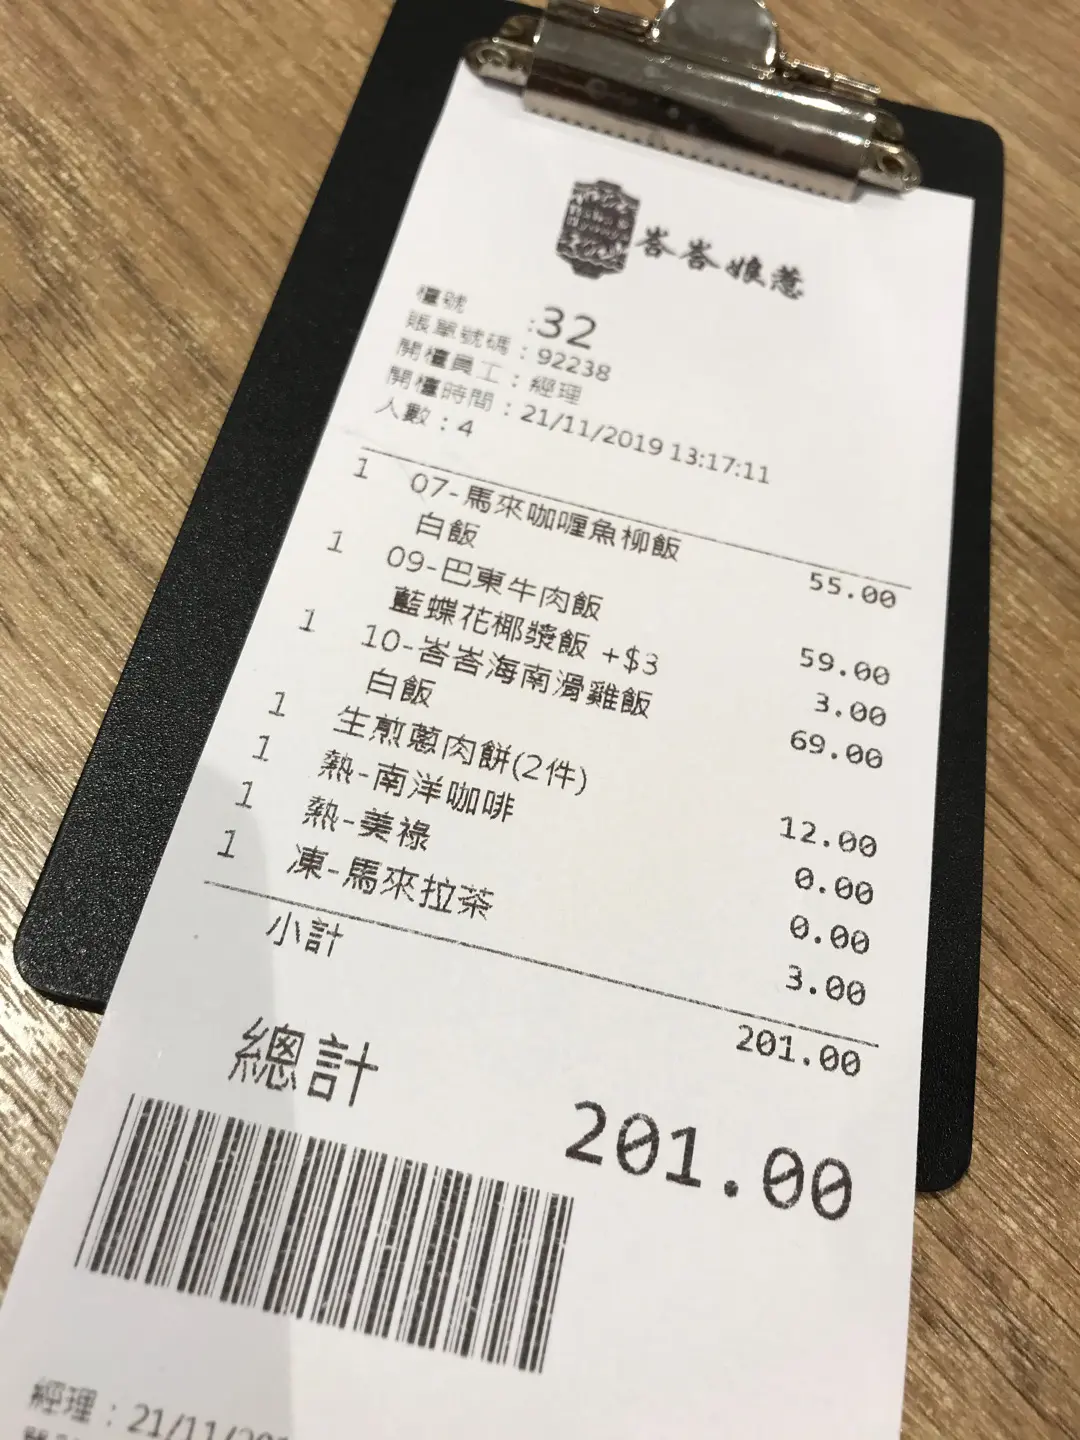 峇峇娘惹
檯號 :32
賬單號碼 : 92238
開檯員工 : 經理
開檯時間 : 21/11/2019 13:17:11
人數 : 4
1 07-馬來咖喱魚柳飯 55.00
白飯
1 09-巴東牛肉飯 59.00
藍蝶花椰漿飯 +$3 3.00
1 10-峇峇海南滑雞飯 69.00
白飯
1 生煎蔥肉餅(2件) 12.00
1 熱-南洋咖啡 0.00
1 熱-美祿 0.00
1 凍-馬來拉茶 3.00
小計 201.00
總計 201.00
經理 : 21/11/201